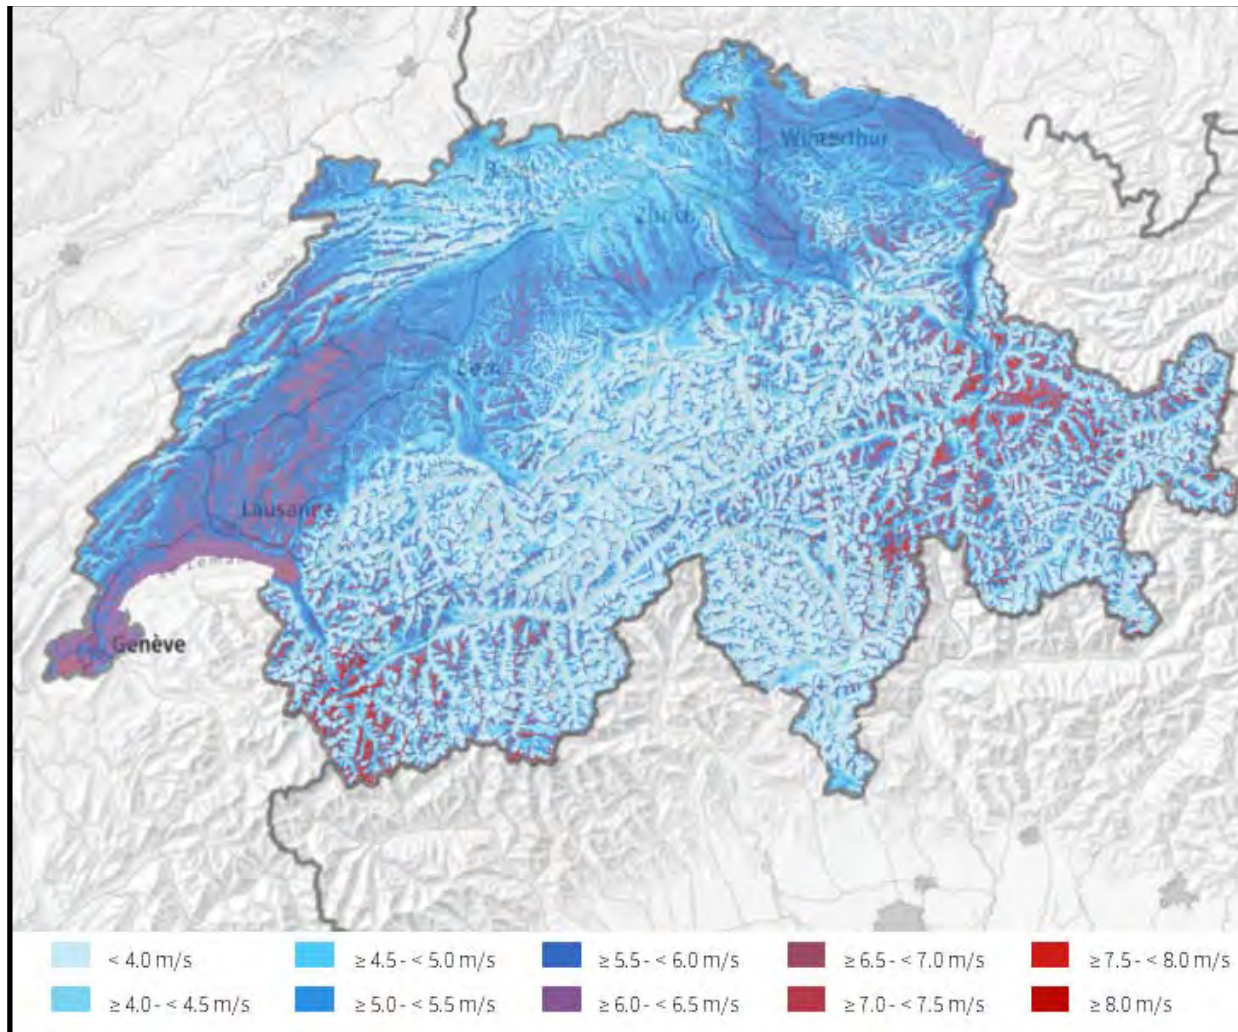 Winterthur
Zürich
Lausanne
Genève
< 4.0 m/s
≥ 4.5 - < 5.0 m/s
≥ 5.5 - < 6.0 m/s
≥ 6.5 - < 7.0 m/s
≥ 7.5 - < 8.0 m/s
≥ 4.0 - < 4.5 m/s
≥ 5.0 - < 5.5 m/s
≥ 6.0 - < 6.5 m/s
≥ 7.0 - < 7.5 m/s
≥ 8.0 m/s